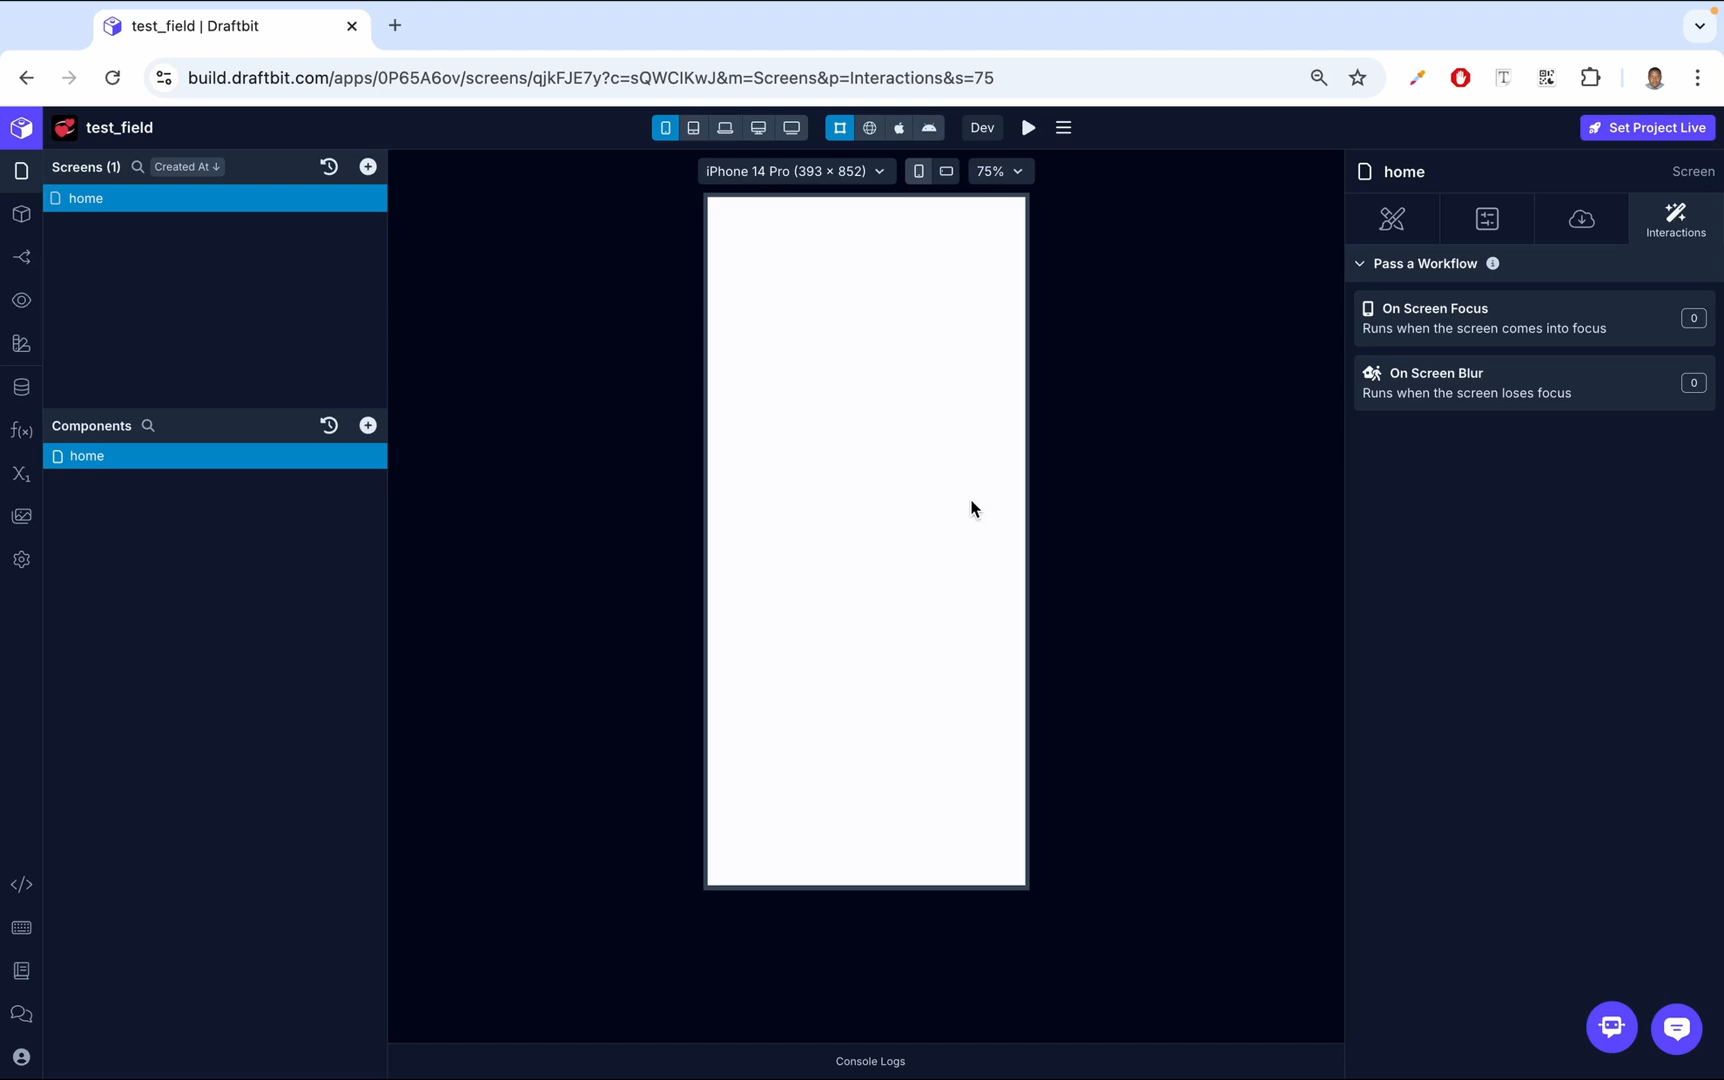 test_field | Draftbit
build.draftbit.com/apps/0P65A6ov/screens/qjkFJE7y?c=sQWCIKwJ&m=Screens&p=Interactions&s=75
test_field
Dev
Set Project Live
Screens (1)
Created At ↓
home
iPhone 14 Pro (393 × 852)
75%
home
Screen
Interactions
Pass a Workflow
On Screen Focus
Runs when the screen comes into focus
0
On Screen Blur
Runs when the screen loses focus
0
Components
home
f(x)
X1
</>
Console Logs